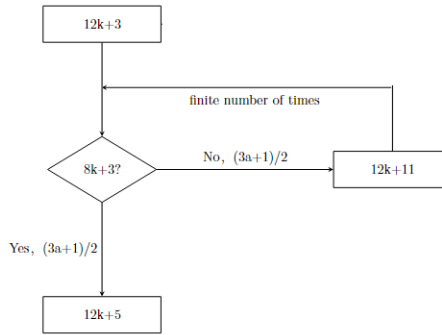 12k+3
finite number of times
No, (3a+1)/2
8k+3?
12k+11
Yes, (3a+1)/2
12k+5